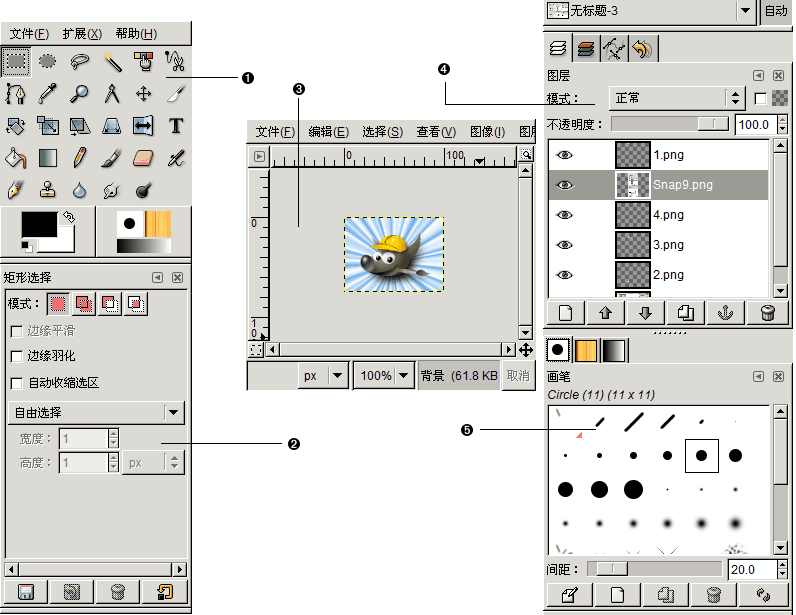 文件(F) 扩展(X) 帮助(H)
❶
T
矩形选择
模式：
边缘平滑
边缘羽化
自动收缩选区
自由选择
宽度： 1
高度： 1 px
❷
❸
文件(F) 编辑(E) 选择(S) 查看(V) 图像(I) 图层
0 100
0
1
0
px 100% 背景 (61.8 KB 取消
❹
❺
无标题-3 自动
图层
模式： 正常
不透明度： 100.0
1.png
Snap9.png
4.png
3.png
2.png
画笔
Circle (11) (11 x 11)
间距： 20.0